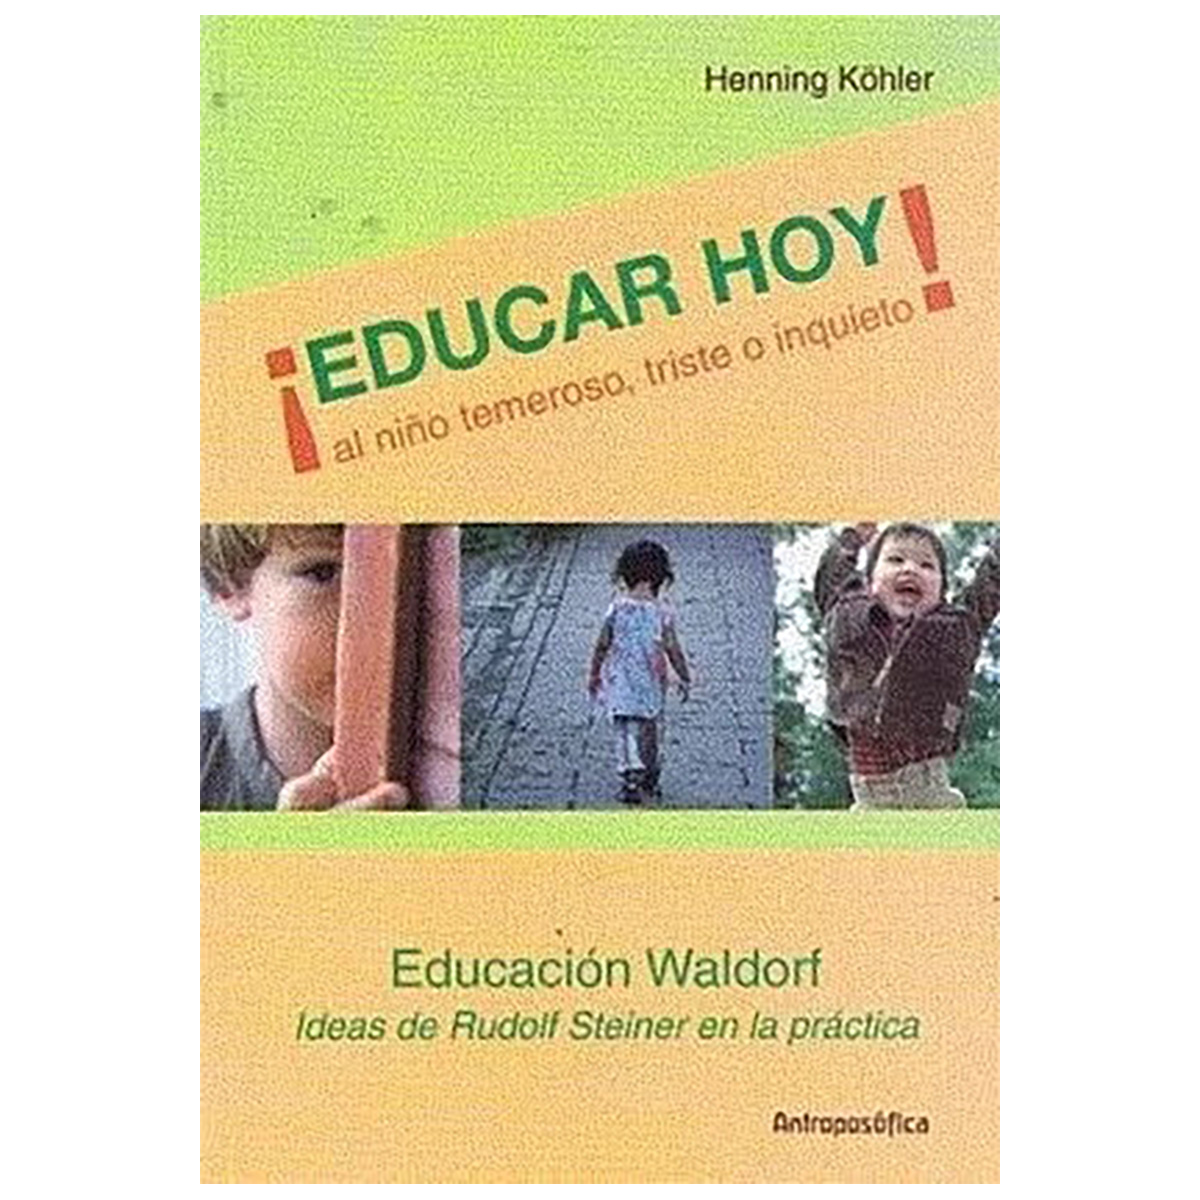 Henning Köhler
¡EDUCAR HOY!
al niño temeroso, triste o inquieto
Educación Waldorf
Ideas de Rudolf Steiner en la práctica
Antroposófica